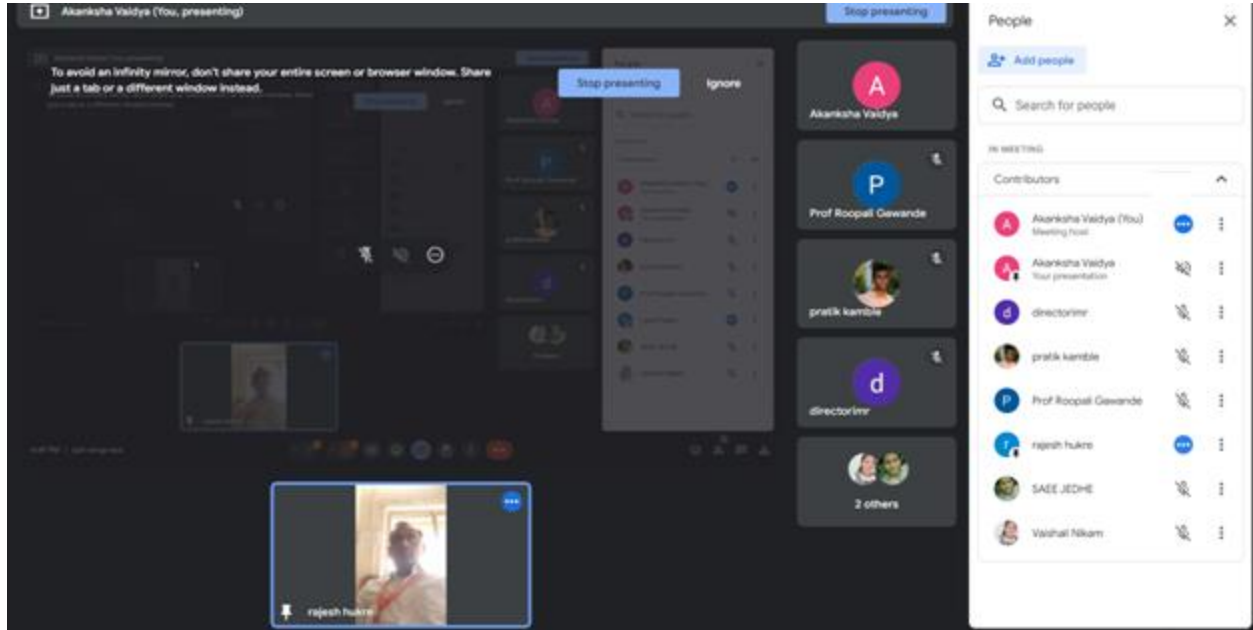 Akanksha Vaidya (You, presenting)
Stop presenting
To avoid an infinity mirror, don't share your entire screen or browser window. Share
just a tab or a different window instead.
Stop presenting
Ignore
A
Akanksha Vaidya
P
Prof Roopali Gawande
pratik kamble
d
directorimr
2 others
rajesh hukre
People
Add people
Search for people
IN MEETING
Contributors
A
Akanksha Vaidya (You)
Meeting host
A
Akanksha Vaidya
Your presentation
d
directorimr
pratik kamble
P
Prof Roopali Gawande
r
rajesh hukre
SAEE JEDHE
Vaishali Nikam